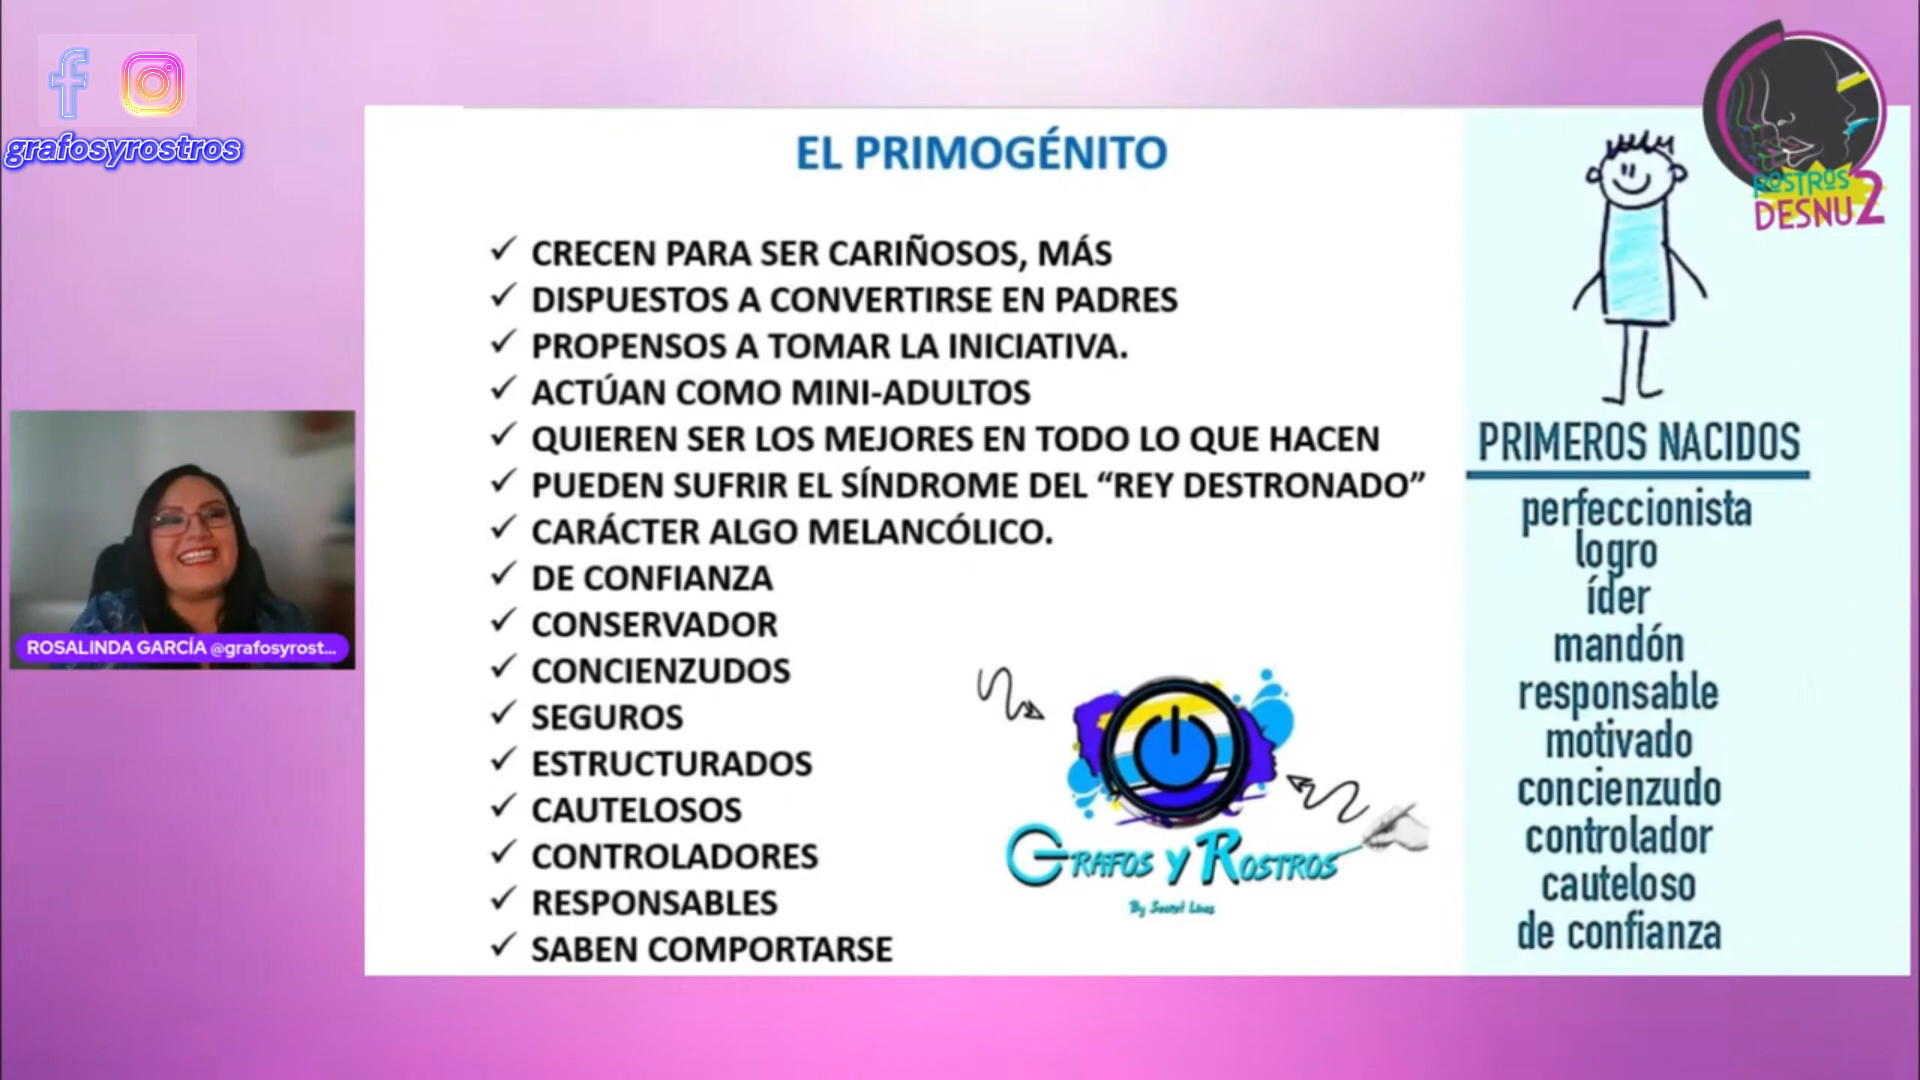 grafosyrostros
ROSTROS
DESNU2
EL PRIMOGÉNITO
✓ CRECEN PARA SER CARIÑOSOS, MÁS
✓ DISPUESTOS A CONVERTIRSE EN PADRES
✓ PROPENSOS A TOMAR LA INICIATIVA.
✓ ACTÚAN COMO MINI-ADULTOS
✓ QUIEREN SER LOS MEJORES EN TODO LO QUE HACEN
✓ PUEDEN SUFRIR EL SÍNDROME DEL “REY DESTRONADO”
✓ CARÁCTER ALGO MELANCÓLICO.
✓ DE CONFIANZA
✓ CONSERVADOR
✓ CONCIENZUDOS
✓ SEGUROS
✓ ESTRUCTURADOS
✓ CAUTELOSOS
✓ CONTROLADORES
✓ RESPONSABLES
✓ SABEN COMPORTARSE
GRAFOS Y ROSTROS
By Secret Lines
PRIMEROS NACIDOS
perfeccionista
logro
íder
mandón
responsable
motivado
concienzudo
controlador
cauteloso
de confianza
ROSALINDA GARCÍA @grafosyrost...